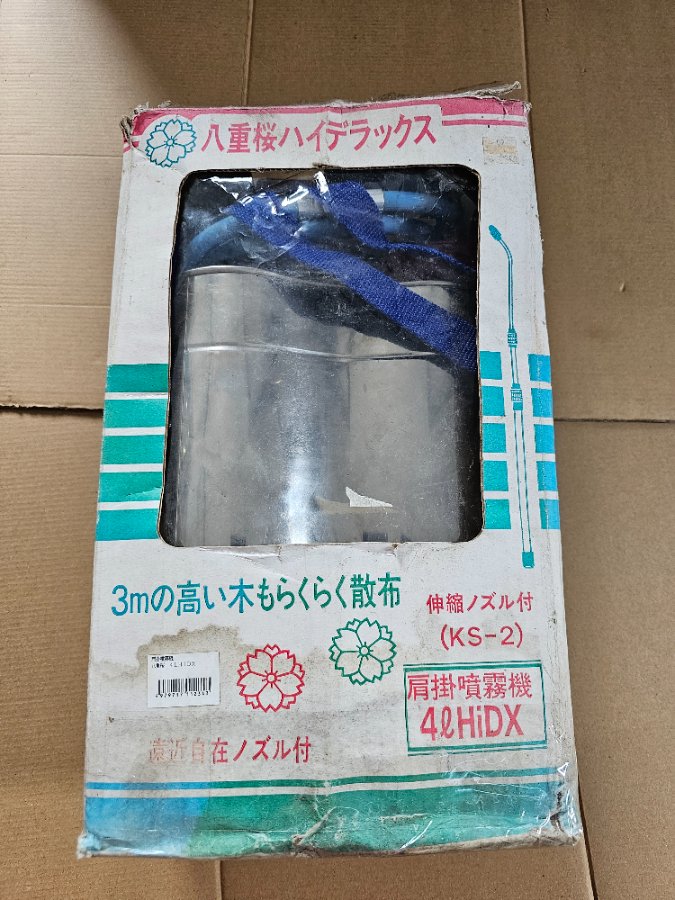 八重桜ハイデラックス
3mの高い木もらくらく散布
伸縮ノズル付
(KS-2)
肩掛噴霧機
4ℓHiDX
遠近自在ノズル付